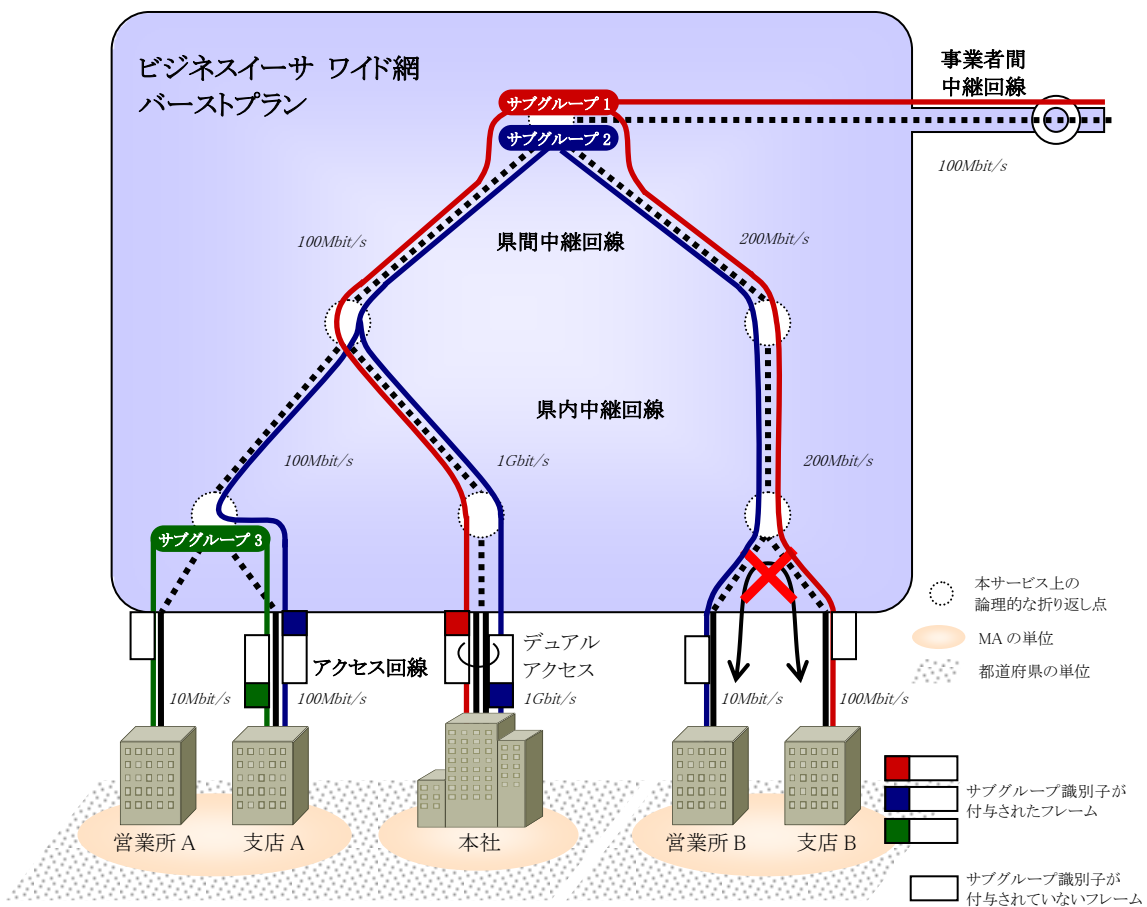 ビジネスイーサ ワイド網
バーストプラン
事業者間
中継回線
サブグループ 1
サブグループ 2
100Mbit/s
100Mbit/s
県間中継回線
200Mbit/s
県内中継回線
100Mbit/s
1Gbit/s
200Mbit/s
サブグループ 3
本サービス上の
論理的な折り返し点
MA の単位
都道府県の単位
デュアル
アクセス
アクセス回線
10Mbit/s
100Mbit/s
1Gbit/s
10Mbit/s
100Mbit/s
サブグループ識別子が
付与されたフレーム
営業所 A
支店 A
本社
営業所 B
支店 B
サブグループ識別子が
付与されていないフレーム